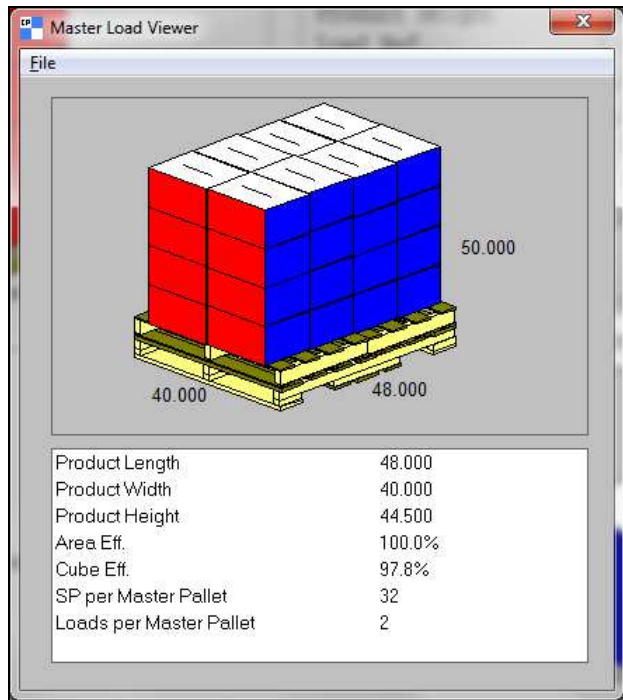 CP Master Load Viewer
File
50.000
40.000
48.000
Product Length 48.000
Product Width 40.000
Product Height 44.500
Area Eff. 100.0%
Cube Eff. 97.8%
SP per Master Pallet 32
Loads per Master Pallet 2